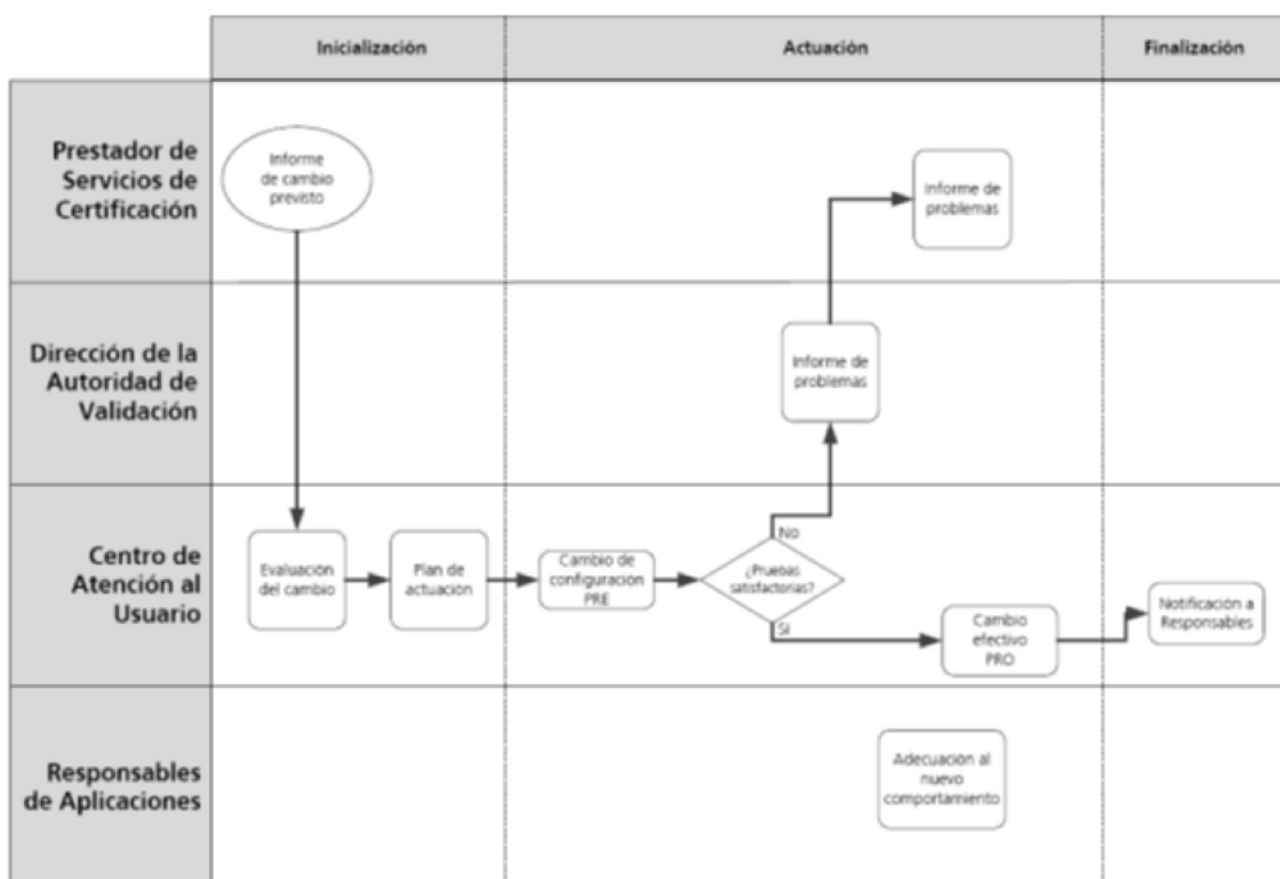 Inicialización
Actuación
Finalización
Prestador de
Servicios de
Certificación
Informe
de cambio
previsto
Informe de
problemas
Dirección de la
Autoridad de
Validación
Informe de
problemas
Centro de
Atención al
Usuario
Evaluación
del cambio
Plan de
actuación
Cambio de
configuración
PRE
¿Pruebas
satisfactorias?
No
Sí
Cambio
efectivo
PRO
Notificación a
Responsables
Responsables
de Aplicaciones
Adecuación al
nuevo
comportamiento